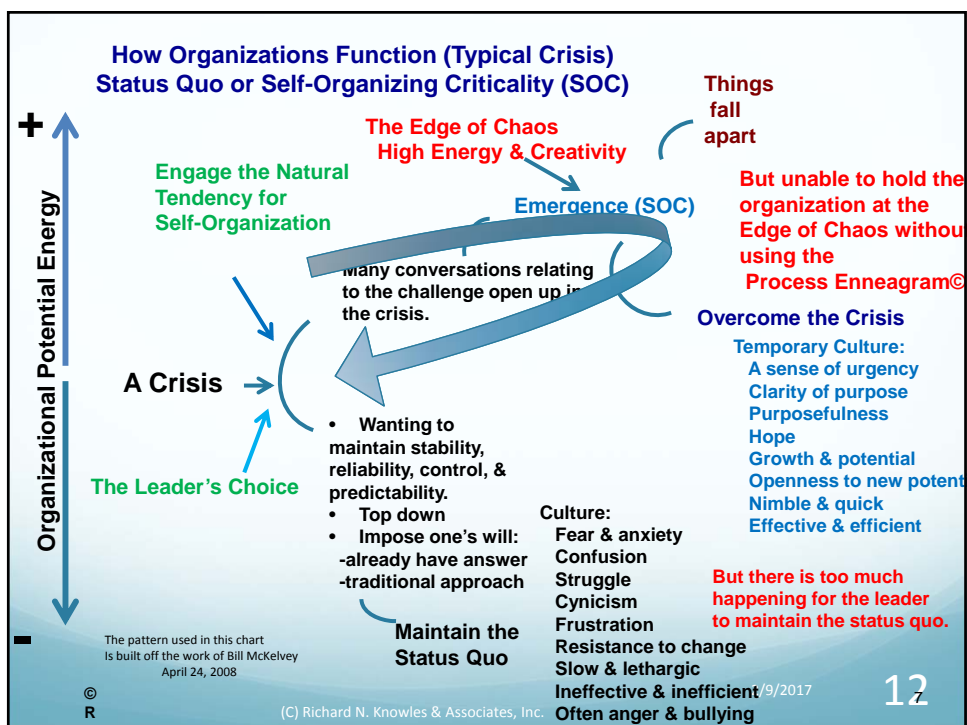 How Organizations Function (Typical Crisis)
Status Quo or Self-Organizing Criticality (SOC)
Things
fall
apart
+
The Edge of Chaos
High Energy & Creativity
Engage the Natural
Tendency for
Self-Organization
Emergence (SOC)
But unable to hold the
organization at the
Edge of Chaos withou
using the
Process Enneagram©
Organizational Potential Energy
Many conversations relating
to the challenge open up in
the crisis.
Overcome the Crisis
Temporary Culture:
A sense of urgency
Clarity of purpose
Purposefulness
Hope
Growth & potential
Openness to new potent
Nimble & quick
Effective & efficient
A Crisis
The Leader's Choice
• Wanting to
maintain stability,
reliability, control, &
predictability.
• Top down
• Impose one's will:
-already have answer
-traditional approach
Culture:
Fear & anxiety
Confusion
Struggle
Cynicism
Frustration
Resistance to change
Slow & lethargic
Ineffective & inefficient
Often anger & bullying
But there is too much
happening for the leader
to maintain the status quo.
Maintain the
Status Quo
-
The pattern used in this chart
Is built off the work of Bill McKelvey
April 24, 2008
©
R
(C) Richard N. Knowles & Associates, Inc.
/9/2017
12
7